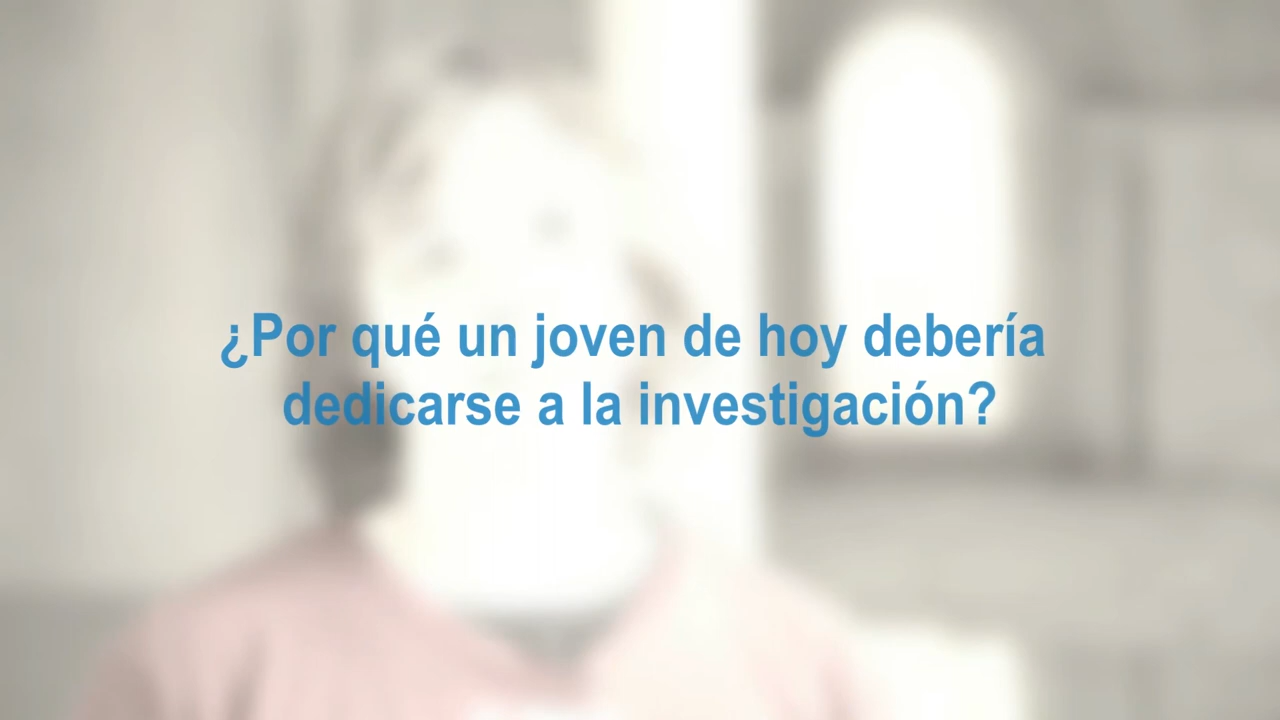 ¿Por qué un joven de hoy debería
dedicarse a la investigación?